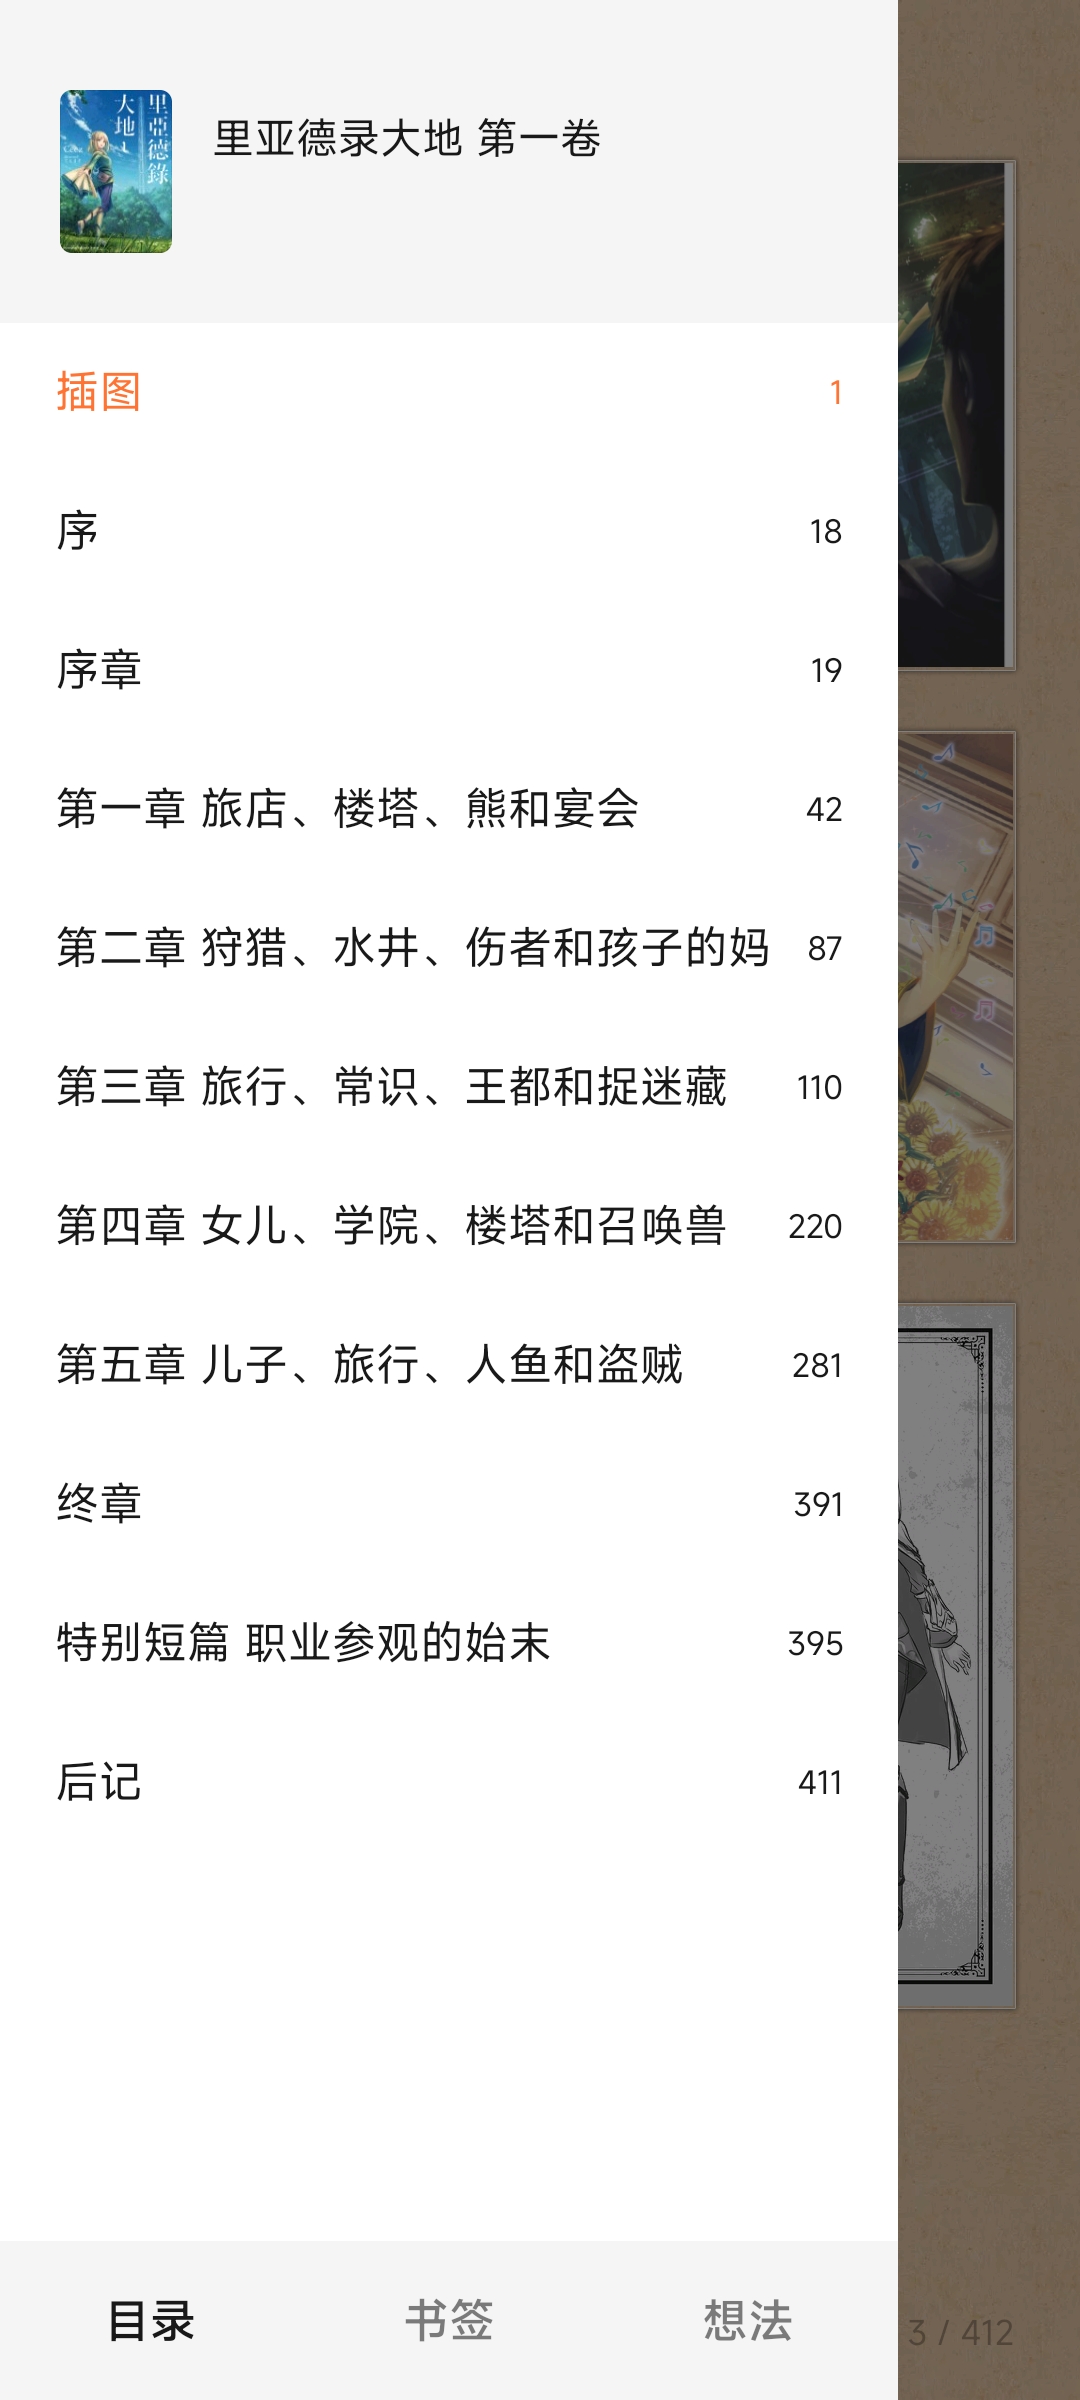 里亞德錄
大地
里亚德录大地 第一卷
插图 1
序 18
序章 19
第一章 旅店、楼塔、熊和宴会 42
第二章 狩猎、水井、伤者和孩子的妈 87
第三章 旅行、常识、王都和捉迷藏 110
第四章 女儿、学院、楼塔和召唤兽 220
第五章 儿子、旅行、人鱼和盗贼 281
终章 391
特别短篇 职业参观的始末 395
后记 411
目录 书签 想法
3 / 412